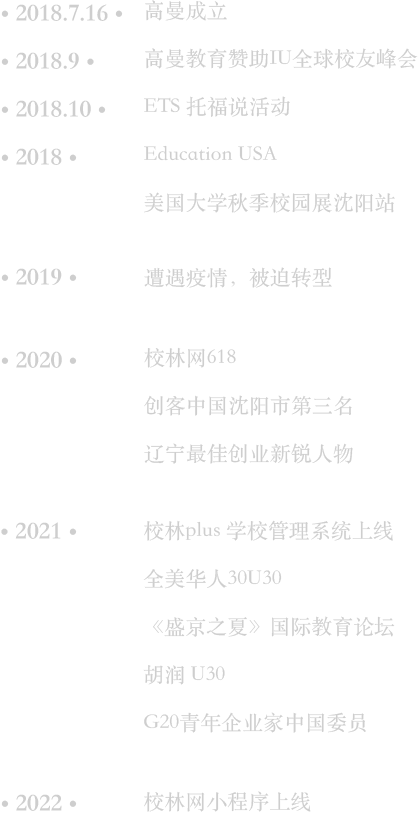 • 2018.7.16 • 高曼成立
• 2018.9 • 高曼教育赞助IU全球校友峰会
• 2018.10 • ETS 托福说活动
• 2018 • Education USA
美国大学秋季校园展沈阳站
• 2019 • 遭遇疫情，被迫转型
• 2020 • 校林网618
创客中国沈阳市第三名
辽宁最佳创业新锐人物
• 2021 • 校林plus 学校管理系统上线
全美华人30U30
《盛京之夏》国际教育论坛
胡润 U30
G20青年企业家中国委员
• 2022 • 校林网小程序上线